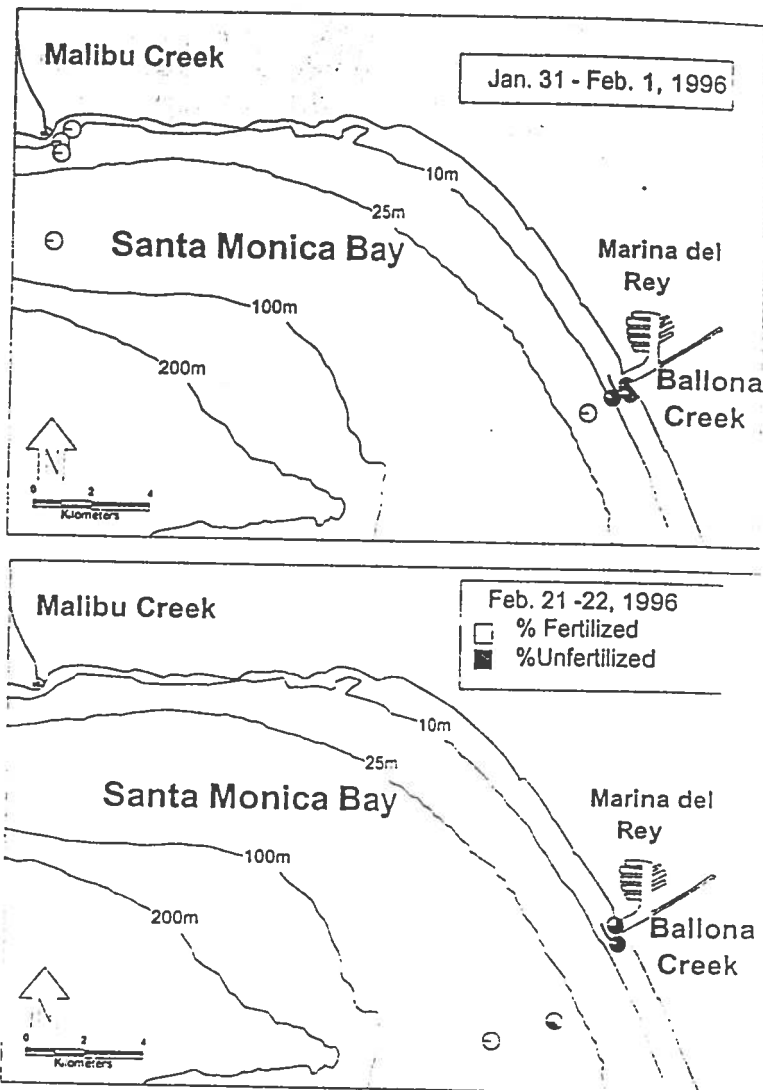 Malibu Creek
Jan. 31 - Feb. 1, 1996
10m
25m
Santa Monica Bay
Marina del
Rey
100m
200m
Ballona
Creek
0 2 4
Kilometers
Malibu Creek
Feb. 21 -22, 1996
% Fertilized
%Unfertilized
10m
25m
Santa Monica Bay
Marina del
Rey
100m
200m
Ballona
Creek
0 2 4
Kilometers